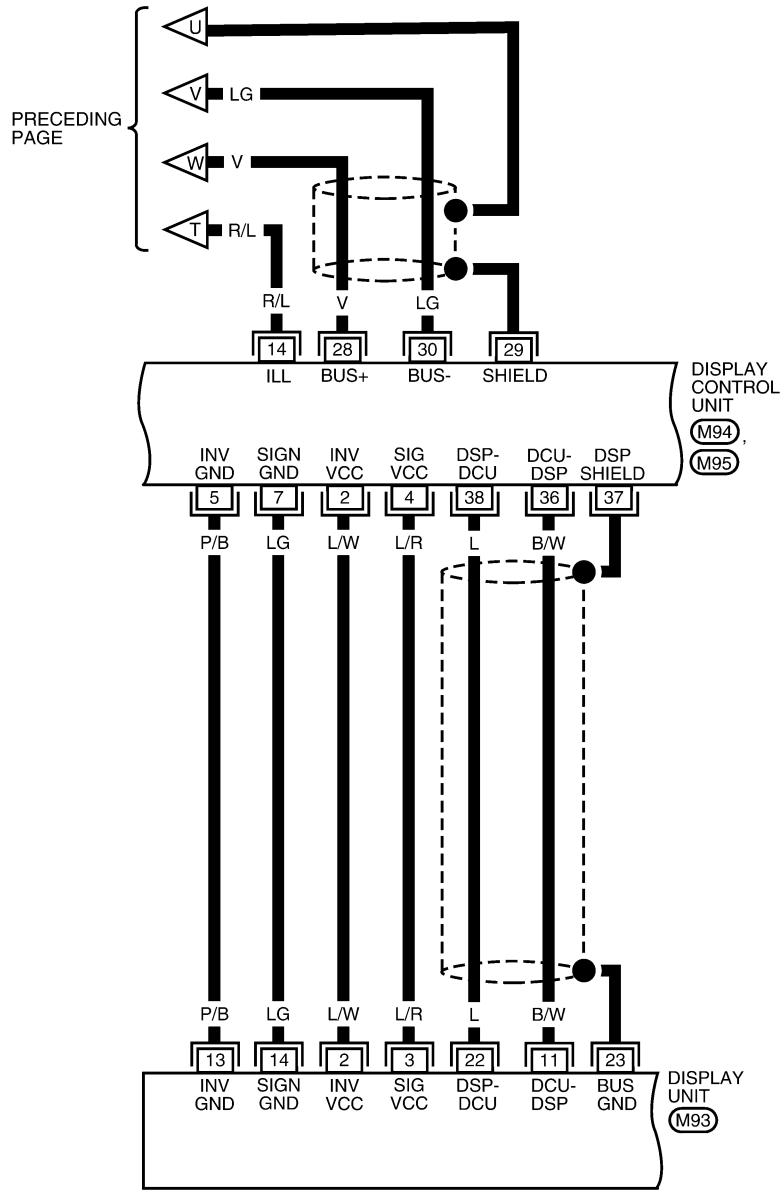 U
V LG
PRECEDING
PAGE
W V
T R/L
R/L V LG
14 28 30 29
ILL BUS+ BUS- SHIELD
DISPLAY
CONTROL
UNIT
M94 ,
M95
INV SIGN INV SIG DSP- DCU- DSP
GND GND VCC VCC DCU DSP SHIELD
5 7 2 4 38 36 37
P/B LG L/W L/R L B/W
P/B LG L/W L/R L B/W
13 14 2 3 22 11 23
INV SIGN INV SIG DSP- DCU- BUS
GND GND VCC VCC DCU DSP GND
DISPLAY
UNIT
M93